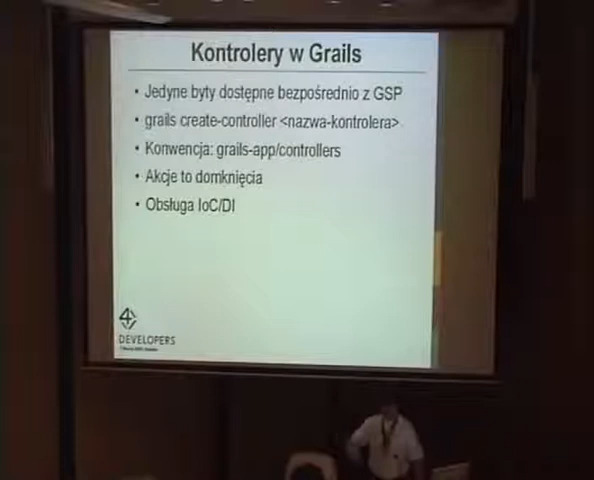 Kontrolery w Grails
• Jedyne byty dostępne bezpośrednio z GSP
• grails create-controller <nazwa-kontrolera>
• Konwencja: grails-app/controllers
• Akcje to domknięcia
• Obsługa IoC/DI
4
DEVELOPERS